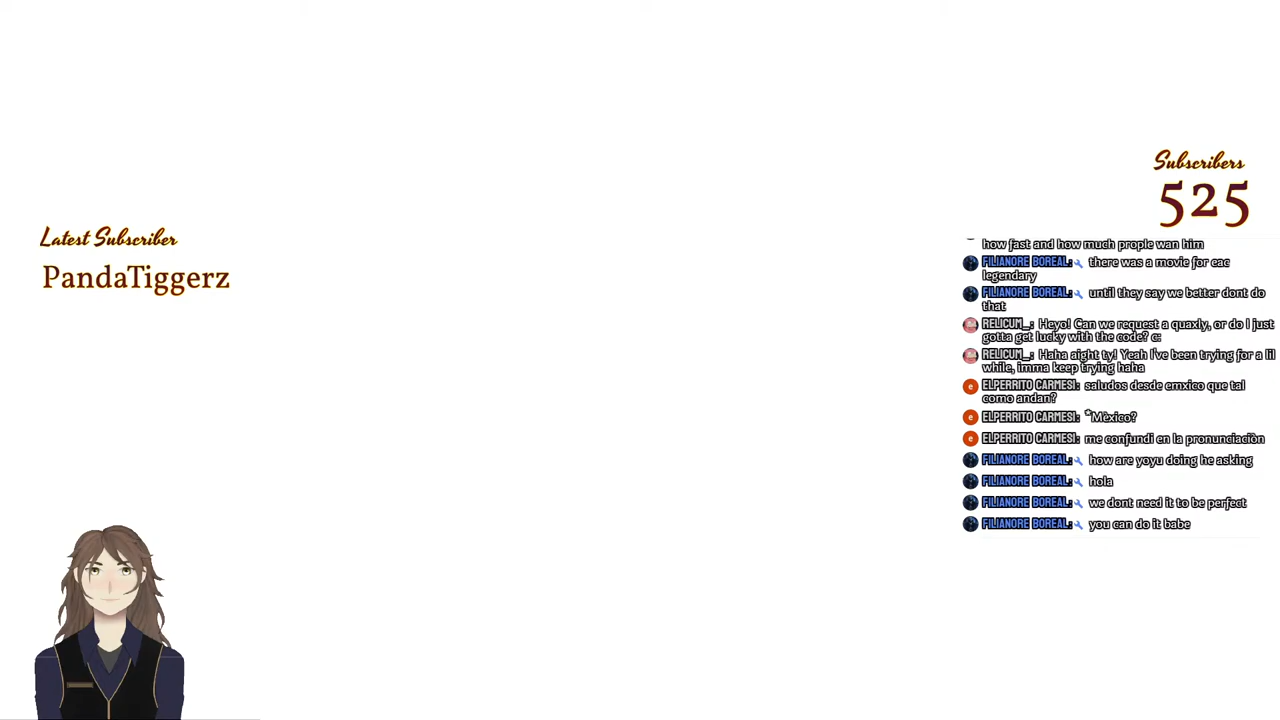 Subscribers
525
Latest Subscriber
PandaTiggerz
how fast and how much prople wan him
FILIANORE BOREAL: there was a movie for eac
legendary
FILIANORE BOREAL: until they say we better dont do
that
RELICUM_: Heyo! Can we request a quaxly, or do I just
gotta get lucky with the code? c:
RELICUM_: Haha aight ty! Yeah I've been trying for a lil
while, imma keep trying haha
ELPERRITO CARMESI: saludos desde emxico que tal
como andan?
ELPERRITO CARMESI: *Mèxico?
ELPERRITO CARMESI: me confundi en la pronunciaciòn
FILIANORE BOREAL: how are yoyu doing he asking
FILIANORE BOREAL: hola
FILIANORE BOREAL: we dont need it to be perfect
FILIANORE BOREAL: you can do it babe